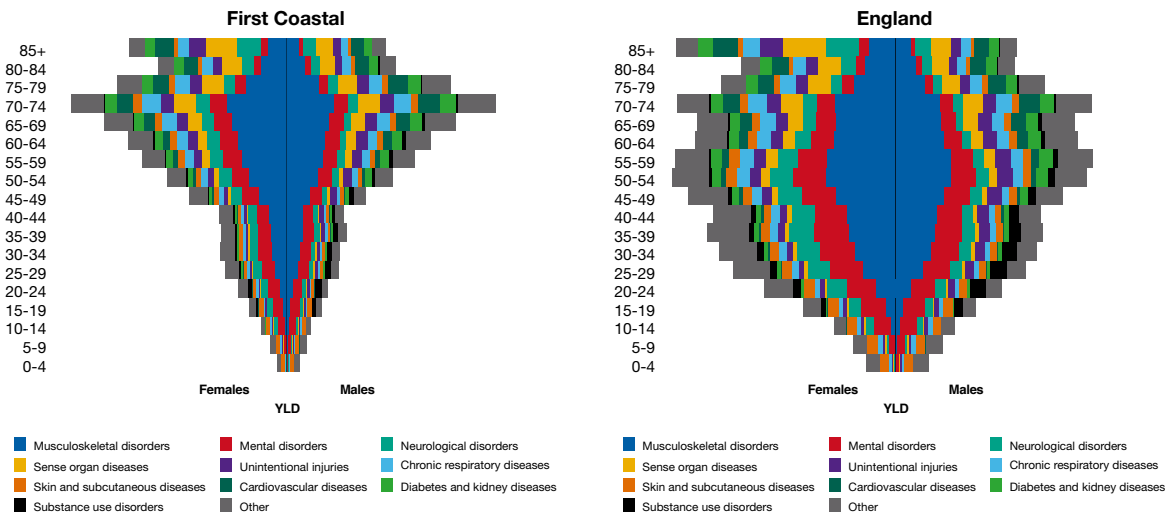 First Coastal
85+
80-84
75-79
70-74
65-69
60-64
55-59
50-54
45-49
40-44
35-39
30-34
25-29
20-24
15-19
10-14
5-9
0-4
Females Males
YLD
Musculoskeletal disorders Mental disorders Neurological disorders
Sense organ diseases Unintentional injuries Chronic respiratory diseases
Skin and subcutaneous diseases Cardiovascular diseases Diabetes and kidney diseases
Substance use disorders Other
England
85+
80-84
75-79
70-74
65-69
60-64
55-59
50-54
45-49
40-44
35-39
30-34
25-29
20-24
15-19
10-14
5-9
0-4
Females Males
YLD
Musculoskeletal disorders Mental disorders Neurological disorders
Sense organ diseases Unintentional injuries Chronic respiratory diseases
Skin and subcutaneous diseases Cardiovascular diseases Diabetes and kidney diseases
Substance use disorders Other